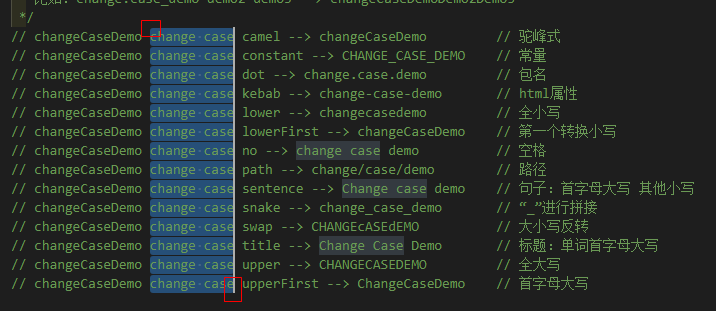 比如: change.case_demo demo2-demo3 --> changeCaseDemoDemo2Demo3
*/
// changeCaseDemo change case camel --> changeCaseDemo // 驼峰式
// changeCaseDemo change case constant --> CHANGE_CASE_DEMO // 常量
// changeCaseDemo change case dot --> change.case.demo // 包名
// changeCaseDemo change case kebab --> change-case-demo // html属性
// changeCaseDemo change case lower --> changecasedemo // 全小写
// changeCaseDemo change case lowerFirst --> changeCaseDemo // 第一个转换小写
// changeCaseDemo change case no --> change case demo // 空格
// changeCaseDemo change case path --> change/case/demo // 路径
// changeCaseDemo change case sentence --> Change case demo // 句子：首字母大写 其他小写
// changeCaseDemo change case snake --> change_case_demo // “_”进行拼接
// changeCaseDemo change case swap --> CHANGEcASEdEMO // 大小写反转
// changeCaseDemo change case title --> Change Case Demo // 标题：单词首字母大写
// changeCaseDemo change case upper --> CHANGECASEDEMO // 全大写
// changeCaseDemo change case upperFirst --> ChangeCaseDemo // 首字母大写